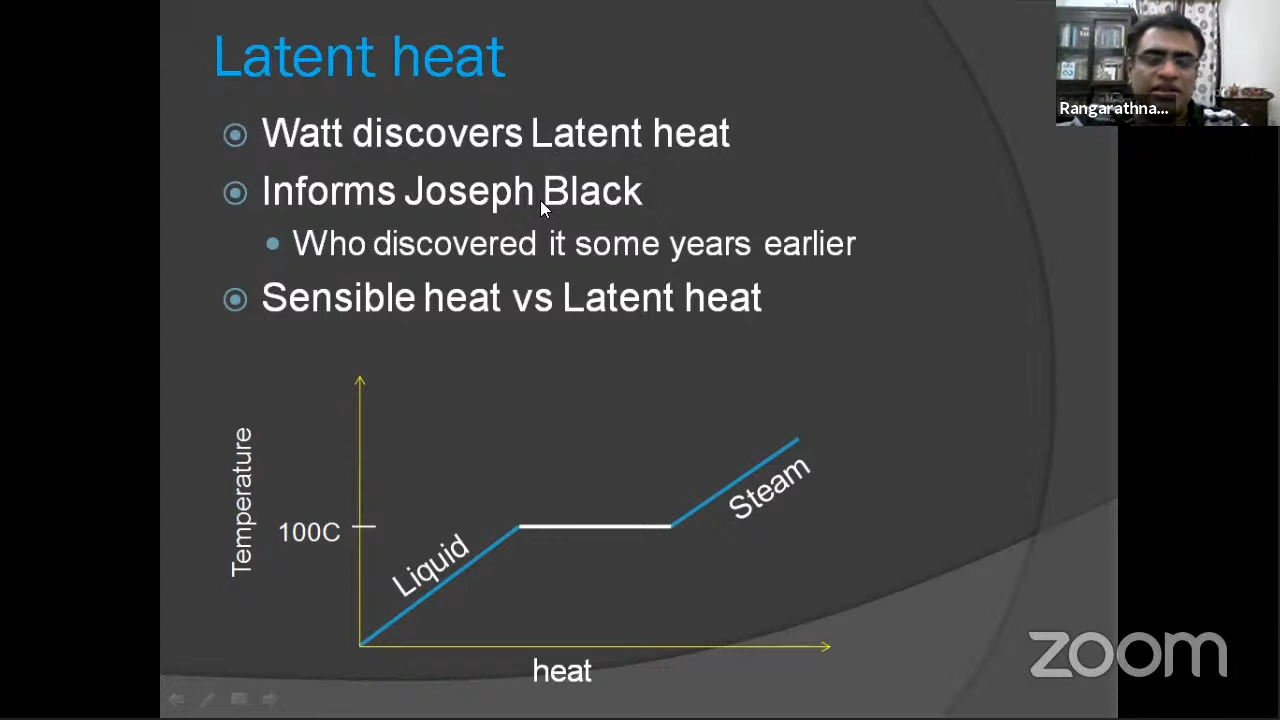 Latent heat
Rangarathna...
Watt discovers Latent heat
Informs Joseph Black
Who discovered it some years earlier
Sensible heat vs Latent heat
Temperature
100C
Liquid
Steam
heat
zoom